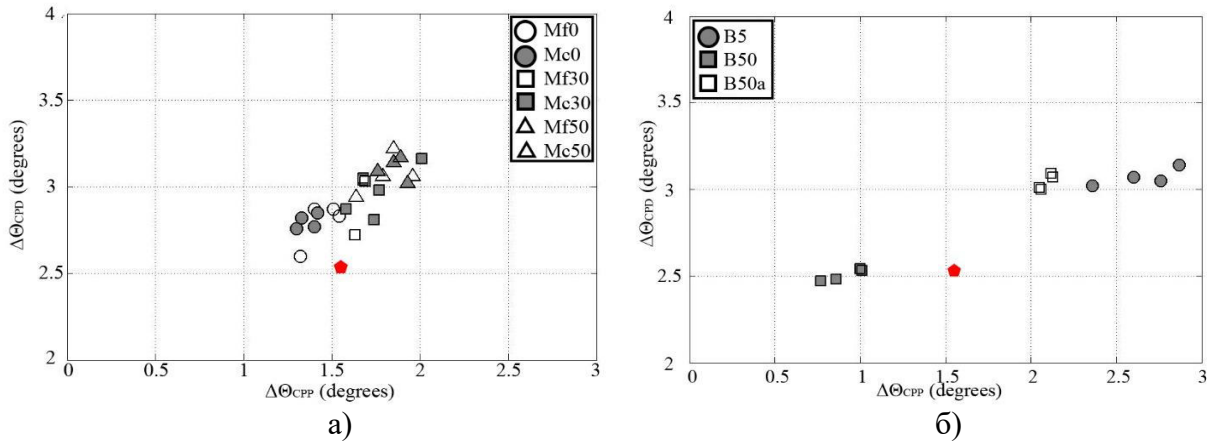 4
3.5
3
2.5
2
0
0.5
1
1.5
2
2.5
3
ΔΘCPD (degrees)
ΔΘCPP (degrees)
Mf0
Mc0
Mf30
Mc30
Mf50
Mc50
а)
4
3.5
3
2.5
2
0
0.5
1
1.5
2
2.5
3
ΔΘCPD (degrees)
ΔΘCPP (degrees)
B5
B50
B50a
б)